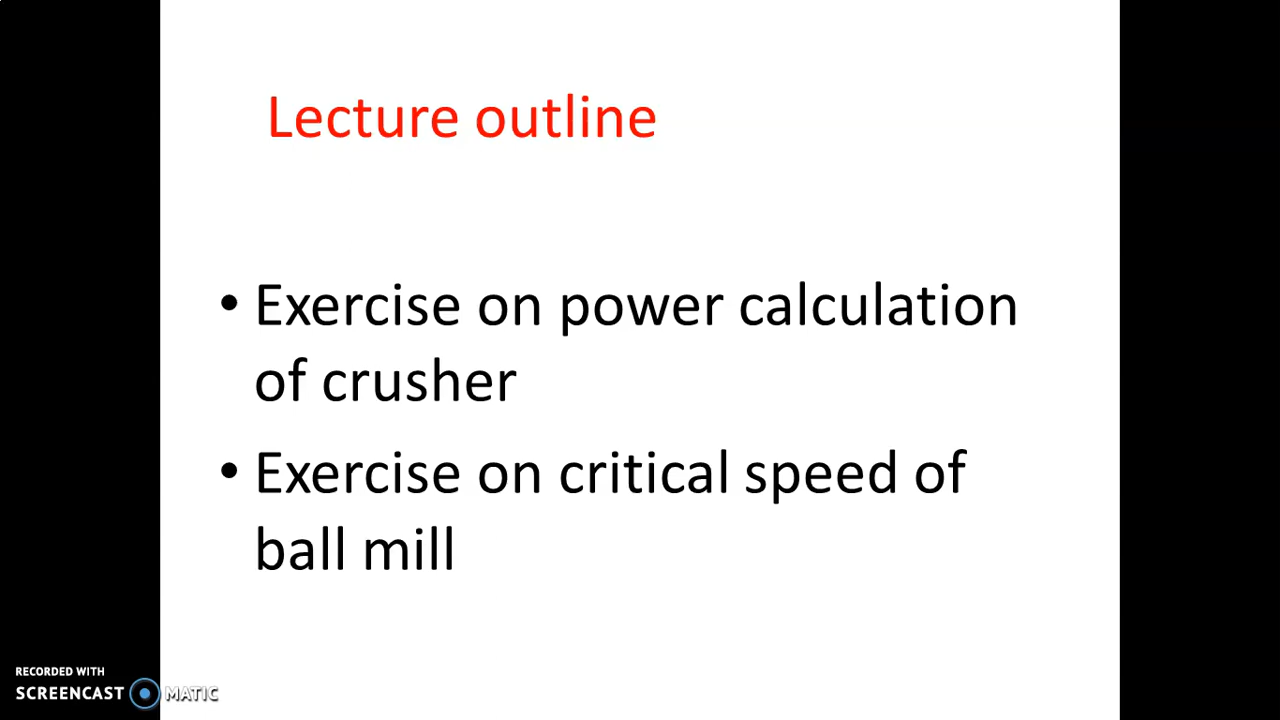 Lecture outline
• Exercise on power calculation
of crusher
• Exercise on critical speed of
ball mill
RECORDED WITH
SCREENCAST MATIC